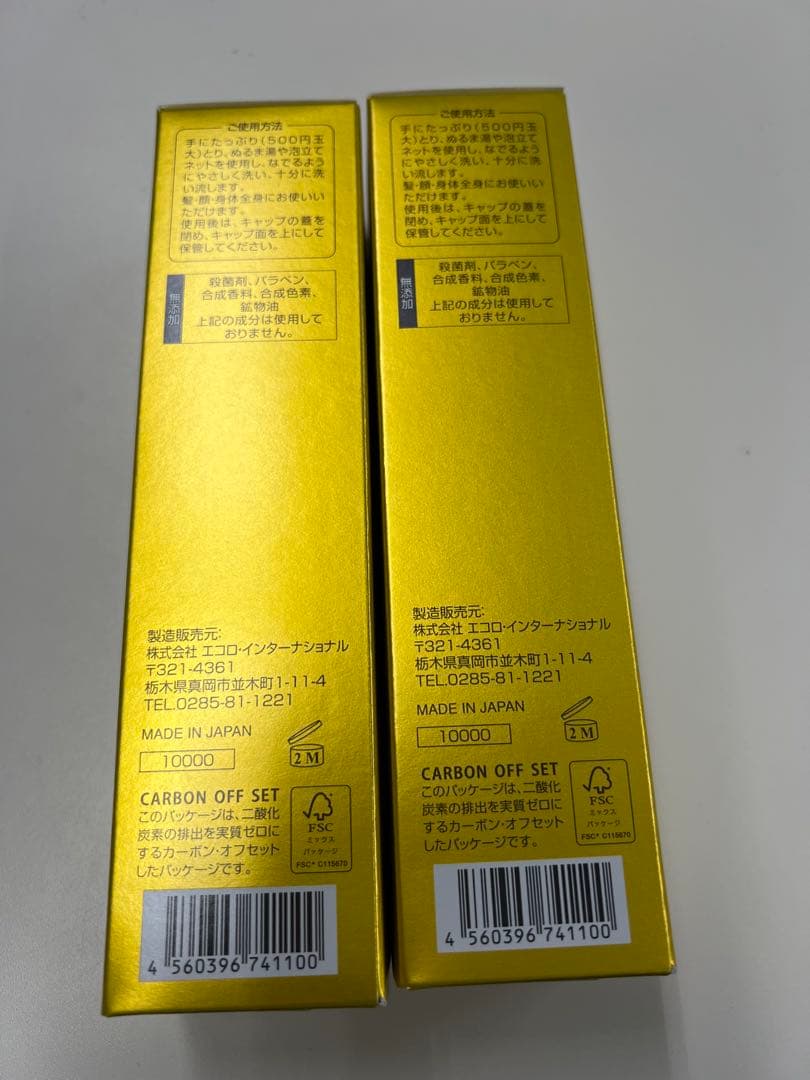 ご使用方法
手にたっぷり(500円玉
大)とり、ぬるま湯や泡立て
ネットを使用し、なでるよう
にやさしく洗い、十分に洗
い流します。
髪・顔・身体全身にお使いい
ただけます。
使用後は、キャップの蓋を
閉め、キャップ面を上にして
保管してください。
無添加
殺菌剤、パラベン、
合成香料、合成色素、
鉱物油
上記の成分は使用して
おりません。
製造販売元:
株式会社 エコロ・インターナショナル
〒321-4361
栃木県真岡市並木町1-11-4
TEL.0285-81-1221
MADE IN JAPAN
10000
2 M
CARBON OFF SET
このパッケージは、二酸化
炭素の排出を実質ゼロに
するカーボン・オフセット
したパッケージです。
FSC
ミックス
パッケージ
FSC® C115670
4 560396 741100
ご使用方法
手にたっぷり(500円玉
大)とり、ぬるま湯や泡立て
ネットを使用し、なでるよう
にやさしく洗い、十分に洗
い流します。
髪・顔・身体全身にお使いい
ただけます。
使用後は、キャップの蓋を
閉め、キャップ面を上にして
保管してください。
無添加
殺菌剤、パラベン、
合成香料、合成色素、
鉱物油
上記の成分は使用して
おりません。
製造販売元:
株式会社 エコロ・インターナショナル
〒321-4361
栃木県真岡市並木町1-11-4
TEL.0285-81-1221
MADE IN JAPAN
10000
2 M
CARBON OFF SET
このパッケージは、二酸化
炭素の排出を実質ゼロに
するカーボン・オフセット
したパッケージです。
FSC
ミックス
パッケージ
FSC® C115670
4 560396 741100